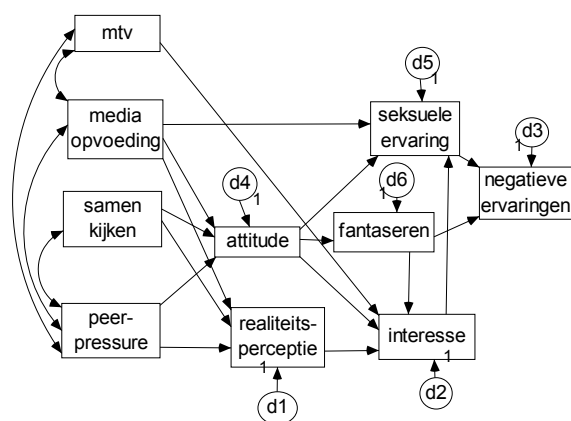 mtv
media
opvoeding
samen
kijken
peer-
pressure
d4
1
attitude
realiteits-
perceptie
1
d1
d5
1
seksuele
ervaring
d6
1
fantaseren
interesse
1
d2
d3
1
negatieve
ervaringen